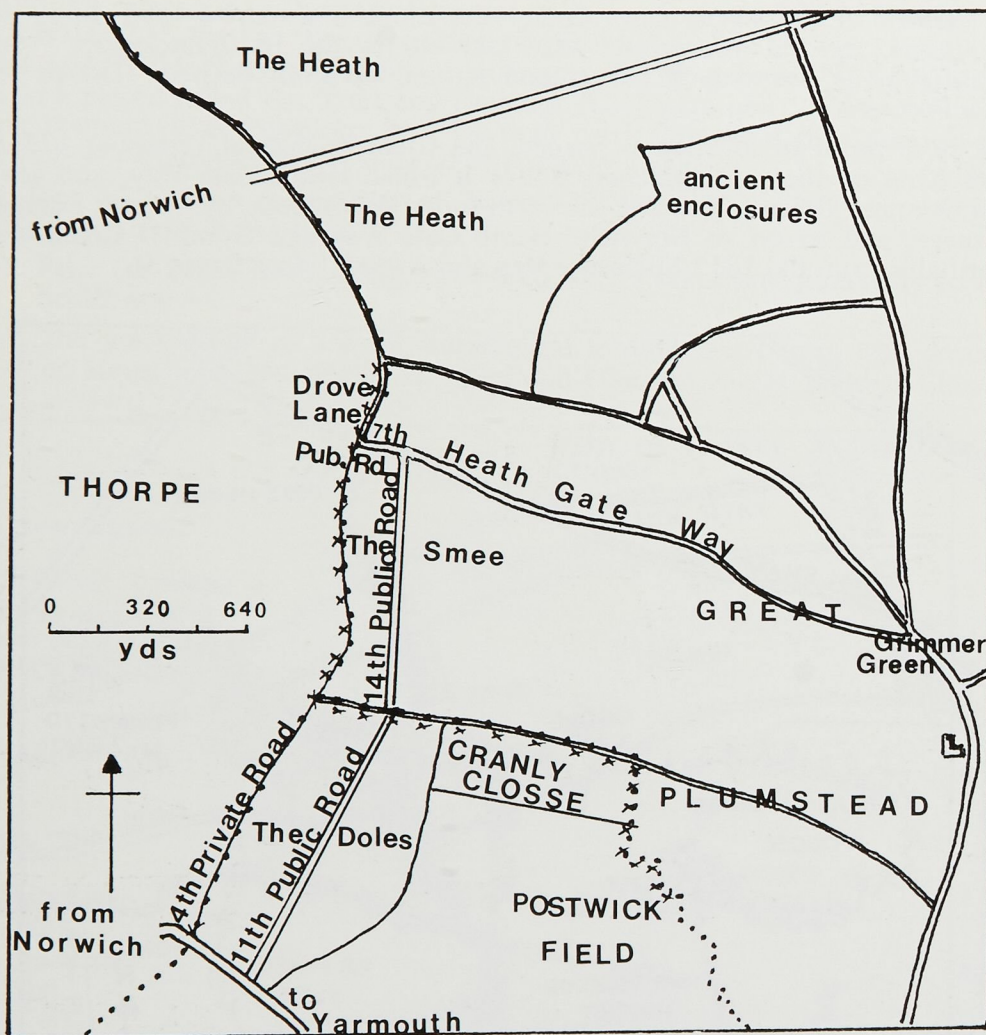 The Heath
from Norwich
The Heath
ancient
enclosures
Drove
Lane
7th
Pub. Rd
Heath Gate Way
THORPE
14th Public Road
The Smee
0 320 640
yds
GREAT
Grimmer
Green
4th Private Road
11th Public Road
CRANLY
CLOSSE
PLUMSTEAD
The Doles
POSTWICK
FIELD
from
Norwich
to
Yarmouth